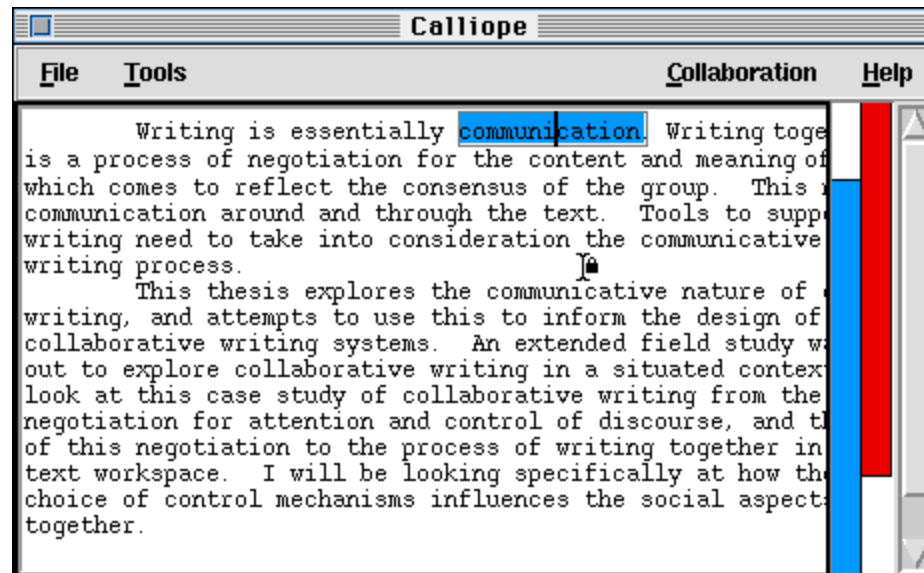 Calliope
File Tools Collaboration Help
Writing is essentially communication. Writing toge
is a process of negotiation for the content and meaning of
which comes to reflect the consensus of the group. This
communication around and through the text. Tools to supp
writing need to take into consideration the communicative
writing process.
This thesis explores the communicative nature of
writing, and attempts to use this to inform the design of
collaborative writing systems. An extended field study w
out to explore collaborative writing in a situated contex
look at this case study of collaborative writing from the
negotiation for attention and control of discourse, and t
of this negotiation to the process of writing together in
text workspace. I will be looking specifically at how th
choice of control mechanisms influences the social aspect
together.